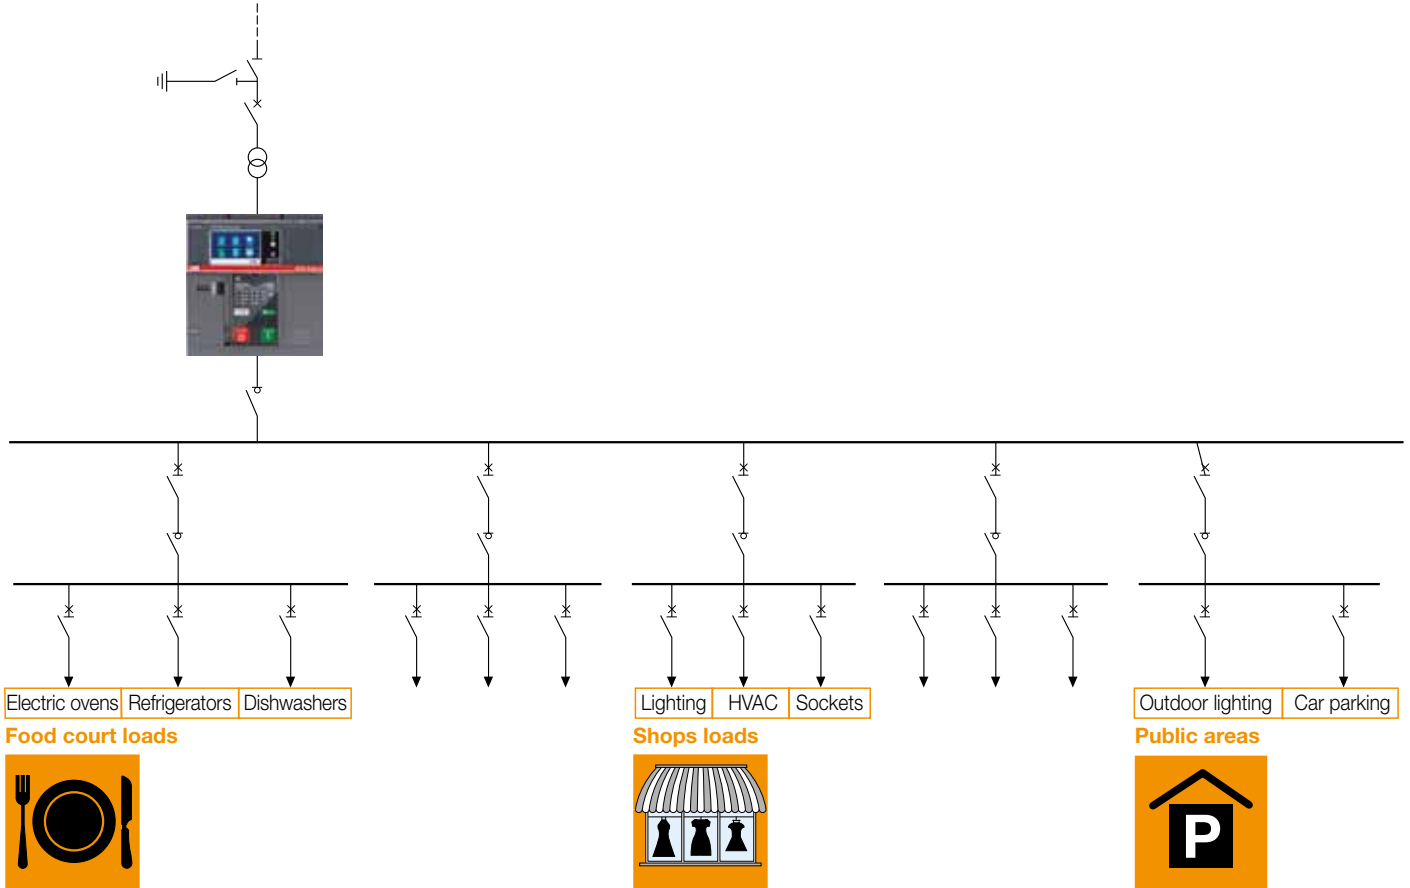 Electric ovens Refrigerators Dishwashers
Lighting HVAC Sockets
Outdoor lighting Car parking
Food court loads
Shops loads
Public areas
P